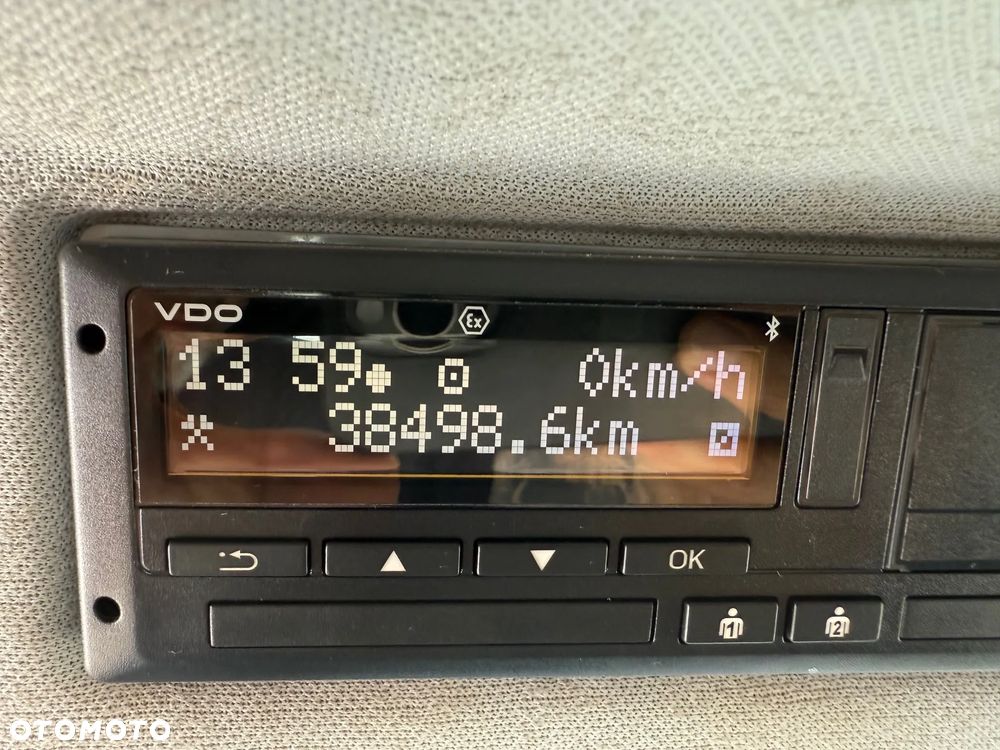 VDO
Ex
13 59 0km/h
38498.6km
OK
1 2
OTOMOTO